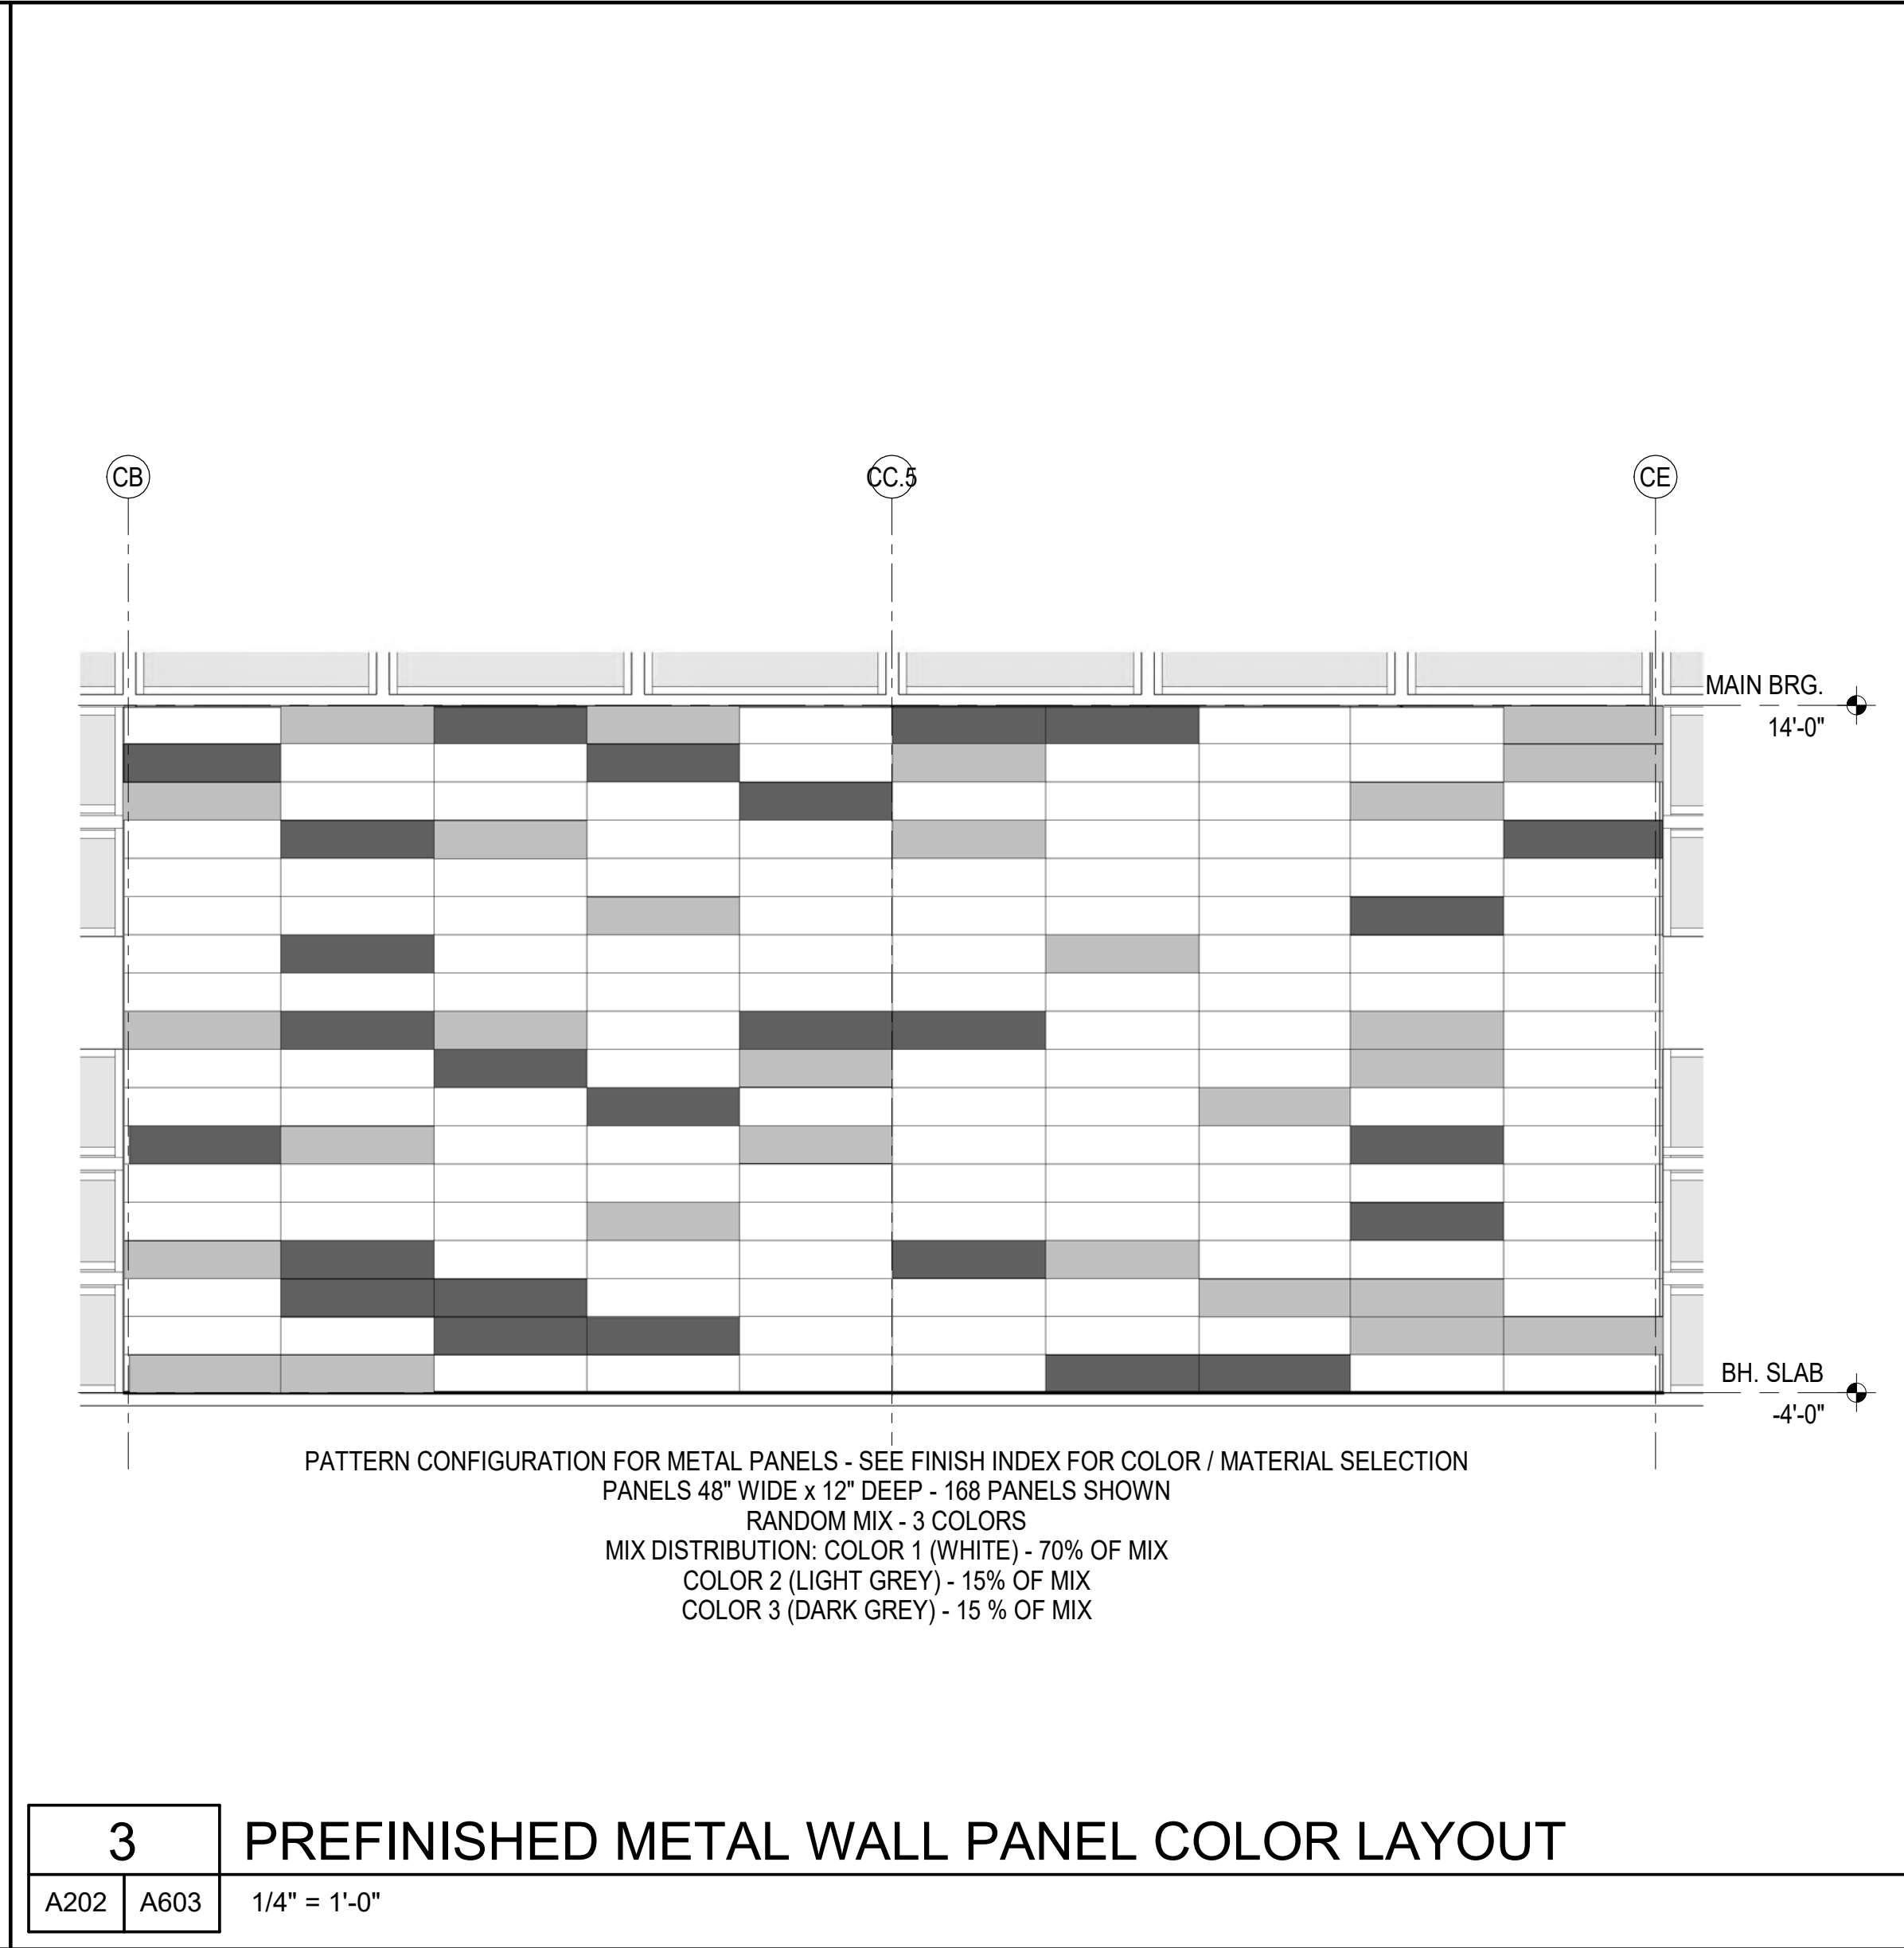 CB
CC.5
CE
MAIN BRG.
14'-0"
BH. SLAB
-4'-0"
PATTERN CONFIGURATION FOR METAL PANELS - SEE FINISH INDEX FOR COLOR / MATERIAL SELECTION
PANELS 48" WIDE x 12" DEEP - 168 PANELS SHOWN
RANDOM MIX - 3 COLORS
MIX DISTRIBUTION: COLOR 1 (WHITE) - 70% OF MIX
COLOR 2 (LIGHT GREY) - 15% OF MIX
COLOR 3 (DARK GREY) - 15 % OF MIX
3
PREFINISHED METAL WALL PANEL COLOR LAYOUT
A202
A603
1/4" = 1'-0"